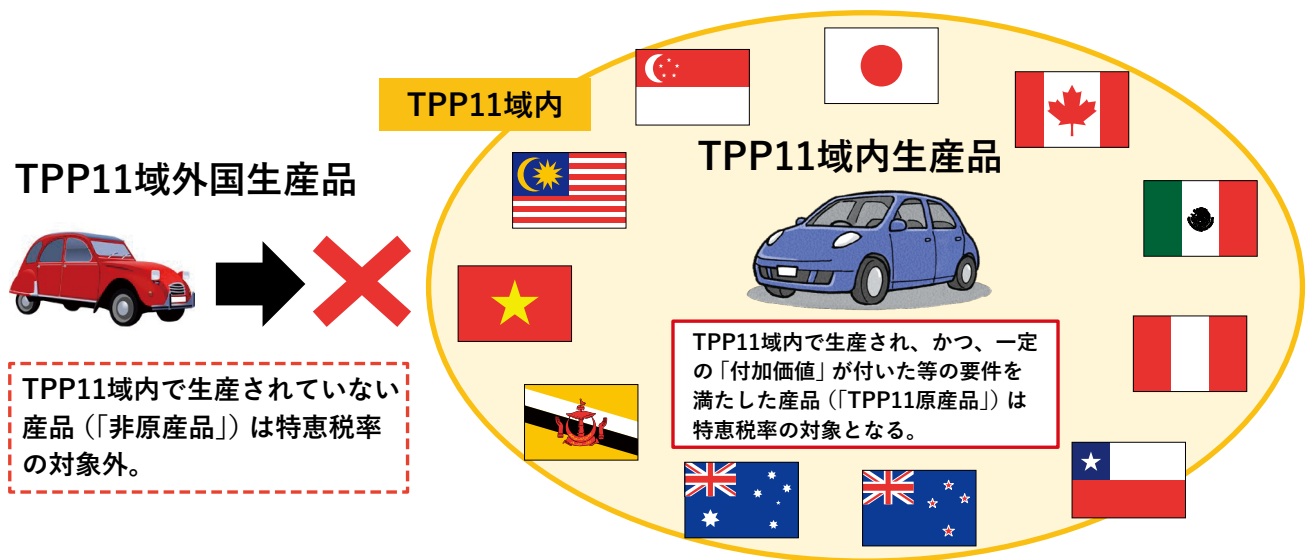 TPP11域内
TPP11域外国生産品
TPP11域内生産品
TPP11域内で生産されていない
産品（「非原産品」）は特恵税率
の対象外。
TPP11域内で生産され、かつ、一定
の「付加価値」が付いた等の要件を
満たした産品（「TPP11原産品」）は
特恵税率の対象となる。